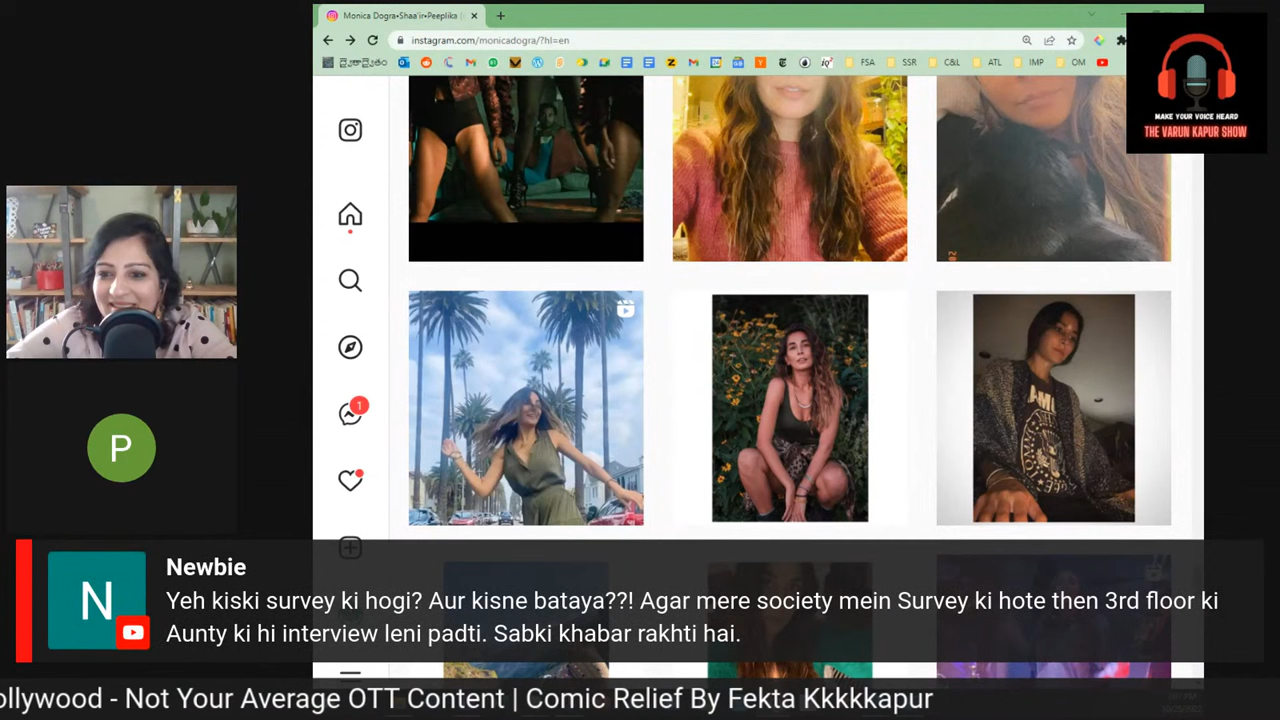 Monica Dogra•Shaa'ir•Peeplika
instagram.com/monicadogra/?hl=en
FSA
SSR
C&L
ATL
IMP
OM
MAKE YOUR VOICE HEARD
THE VARUN KAPUR SHOW
1
P
N
Newbie
Yeh kiski survey ki hogi? Aur kisne bataya??! Agar mere society mein Survey ki hote then 3rd floor ki
Aunty ki hi interview leni padti. Sabki khabar rakhti hai.
ollywood - Not Your Average OTT Content | Comic Relief By Fekta Kkkkkapur